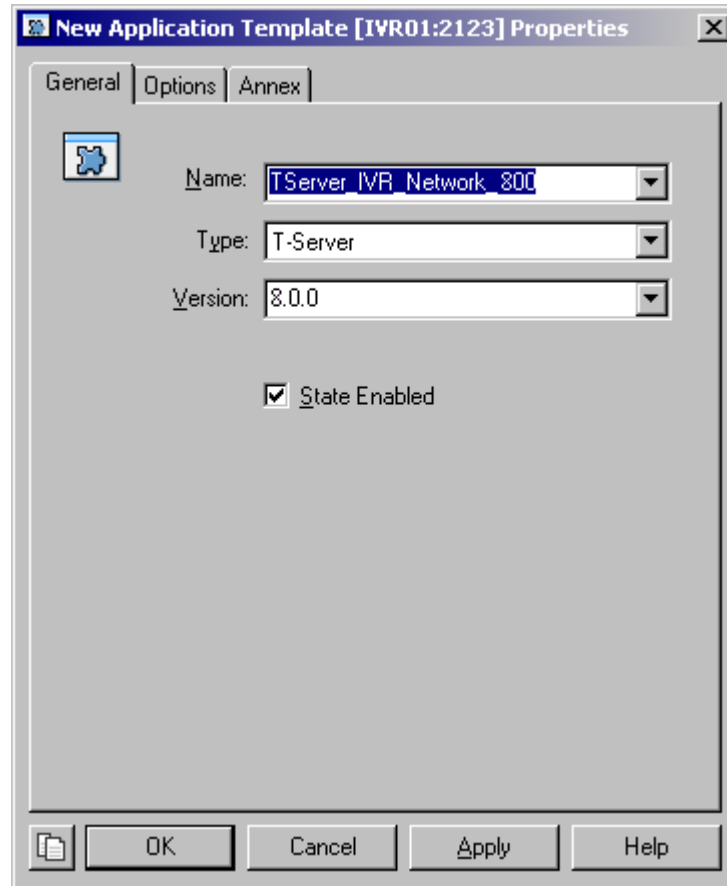 New Application Template [IVR01:2123] Properties
General Options Annex
Name: TServer_IVR_Network_800
Type: T-Server
Version: 8.0.0
State Enabled
OK Cancel Apply Help